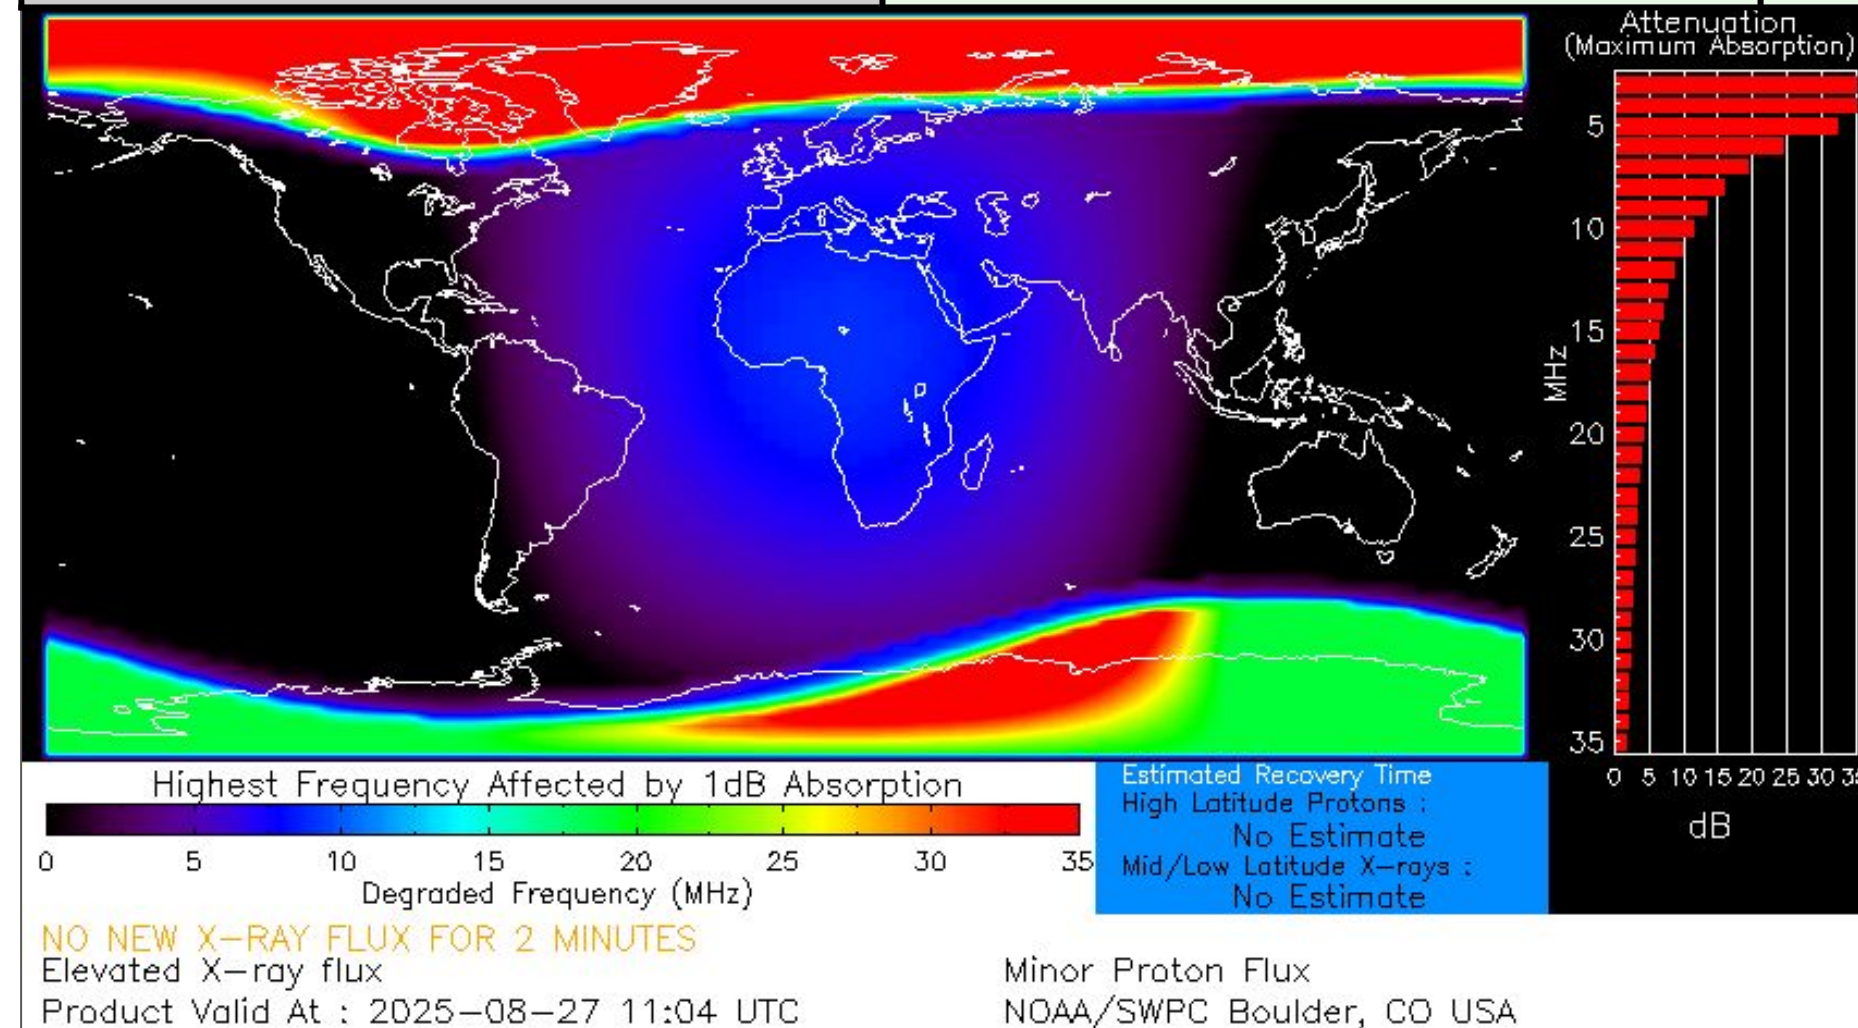 Attenuation
(Maximum Absorption)
5
10
15
20
25
30
35
MHz
0 5 10 15 20 25 30
dB
Highest Frequency Affected by 1dB Absorption
0 5 10 15 20 25 30 35
Degraded Frequency (MHz)
Estimated Recovery Time
High Latitude Protons :
No Estimate
Mid/Low Latitude X-rays :
No Estimate
NO NEW X-RAY FLUX FOR 2 MINUTES
Elevated X-ray flux
Minor Proton Flux
Product Valid At : 2025-08-27 11:04 UTC
NOAA/SWPC Boulder, CO USA